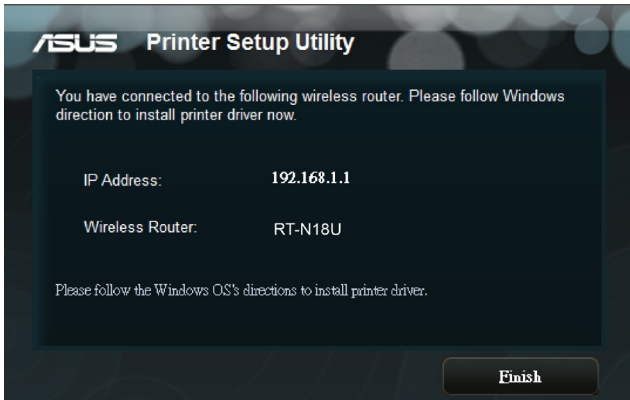 ASUS Printer Setup Utility
You have connected to the following wireless router. Please follow Windows
direction to install printer driver now.
IP Address: 192.168.1.1
Wireless Router: RT-N18U
Please follow the Windows OS's directions to install printer driver.
Finish